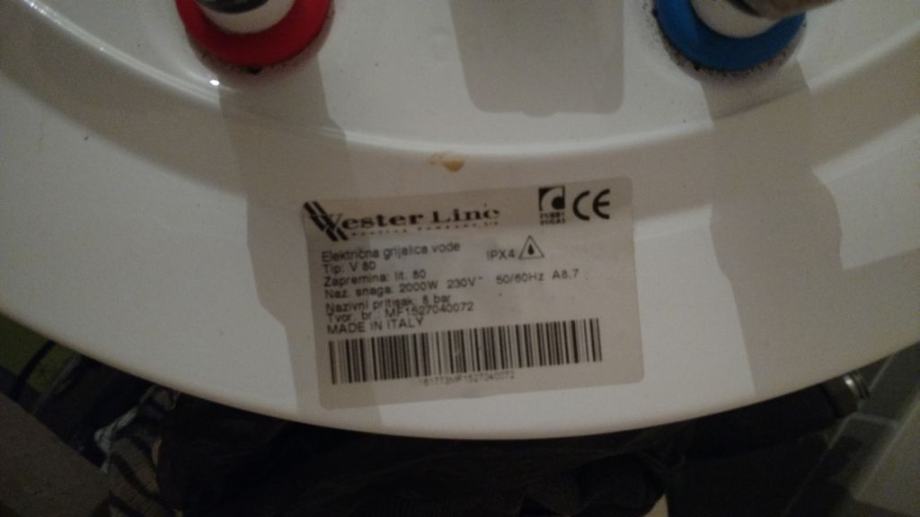 Wester Line
CE
Električna grijalica vode
IPX4
Tip: V 80
Zapremina: lit. 80
Naz. snaga: 2000W 230V~ 50/60Hz A8,7
Nazivni pritisak: 8 bar
Tvor. br.: MF1527040072
MADE IN ITALY